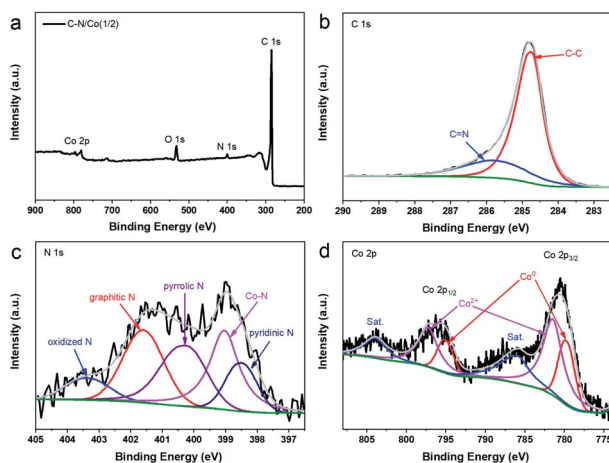 a
C-N/Co(1/2)
C 1s
Co 2p
O 1s
N 1s
Intensity (a.u.)
900 800 700 600 500 400 300 200
Binding Energy (eV)
b
C 1s
C-C
C=N
Intensity (a.u.)
290 289 288 287 286 285 284 283
Binding Energy (eV)
c
N 1s
pyrrolic N
graphitic N
Co-N
oxidized N
pyridinic N
Intensity (a.u.)
405 404 403 402 401 400 399 398 397
Binding Energy (eV)
d
Co 2p
Co 2p3/2
Co 2p1/2
Co0
Co2+
Sat.
Sat.
Intensity (a.u.)
805 800 795 790 785 780 775
Binding Energy (eV)